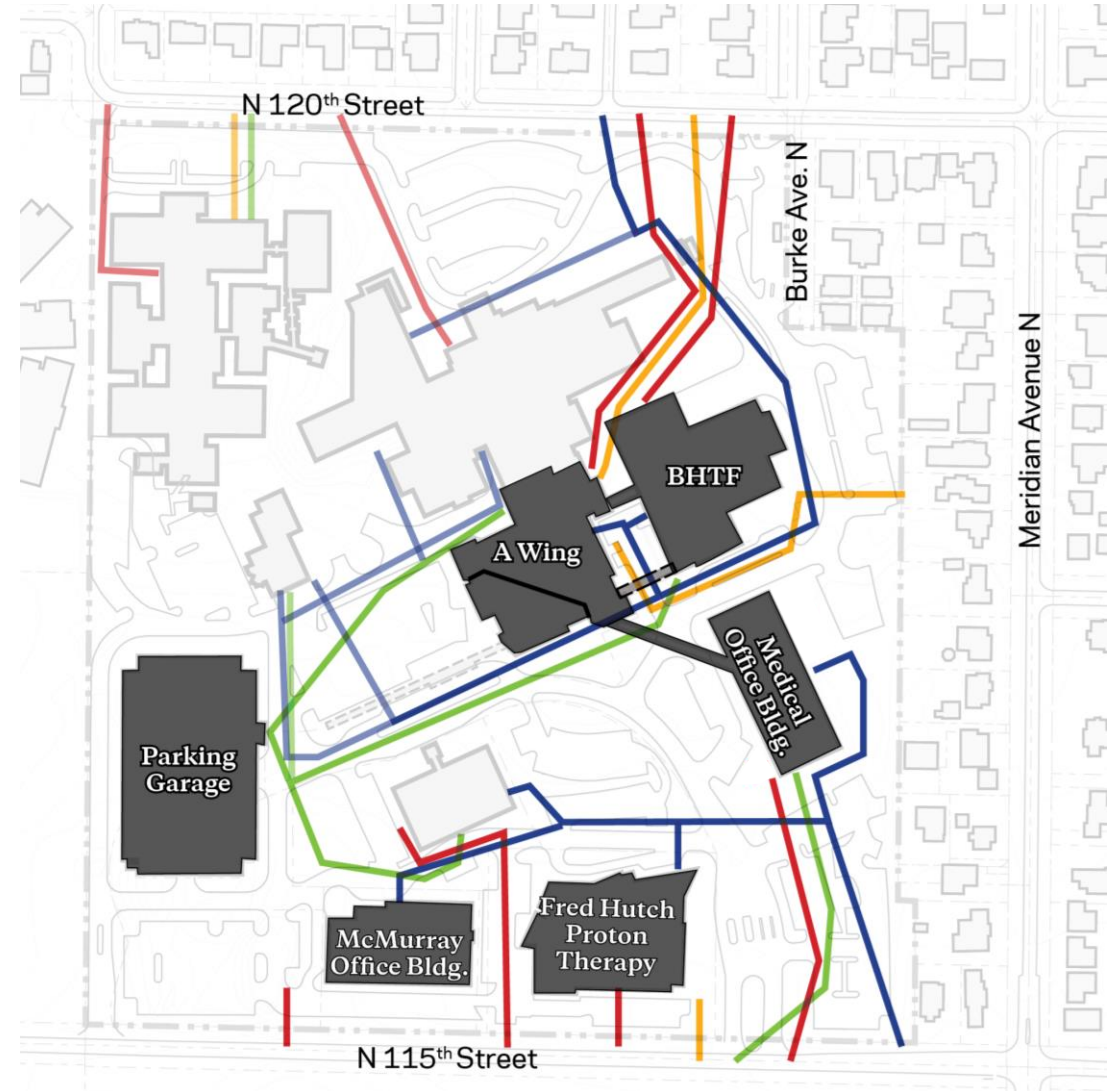 N 120th Street
Burke Ave. N
Meridian Avenue N
BHTF
A Wing
Medical
Office Bldg.
Parking
Garage
Fred Hutch
Proton
Therapy
McMurray
Office Bldg.
N 115th Street